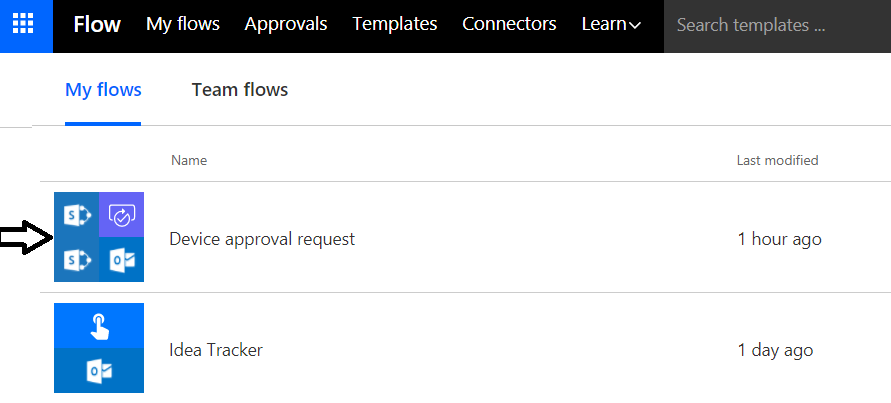 Flow My flows Approvals Templates Connectors Learn Search templates ...
My flows Team flows
Name Last modified
S
Device approval request 1 hour ago
S
Idea Tracker 1 day ago